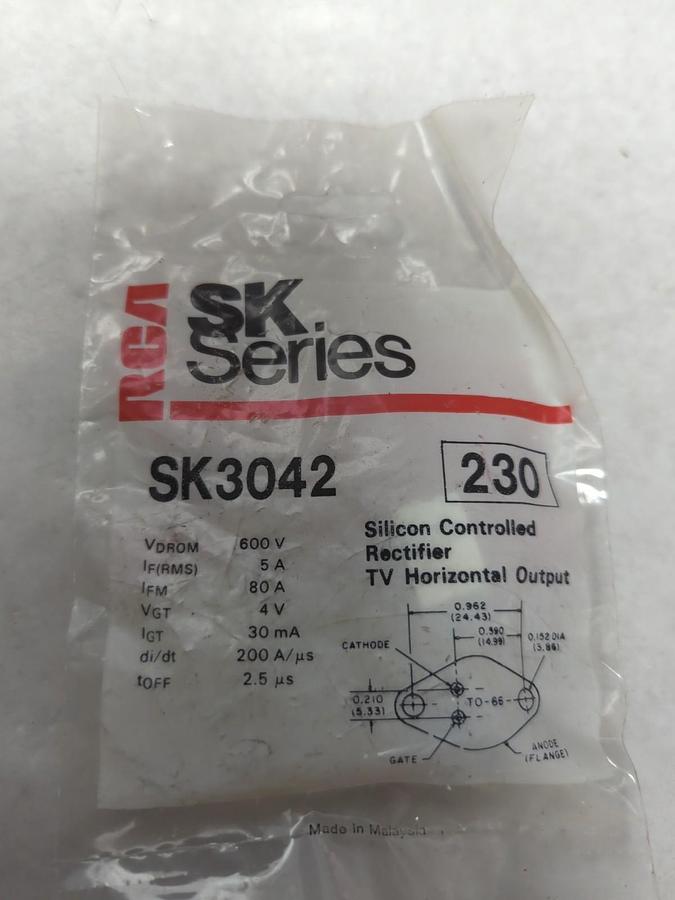 RCA
SK
Series
SK3042
230
Silicon Controlled
Rectifier
TV Horizontal Output
VDROM 600 V
IF(RMS) 5 A
IFM 80 A
VGT 4 V
IGT 30 mA
di/dt 200 A/μs
tOFF 2.5 μs
0.962
(24.43)
0.590
(14.99)
0.152 DIA
(3.86)
CATHODE
0.210
(5.33)
TO-66
GATE
ANODE
(FLANGE)
Made in Malaysia